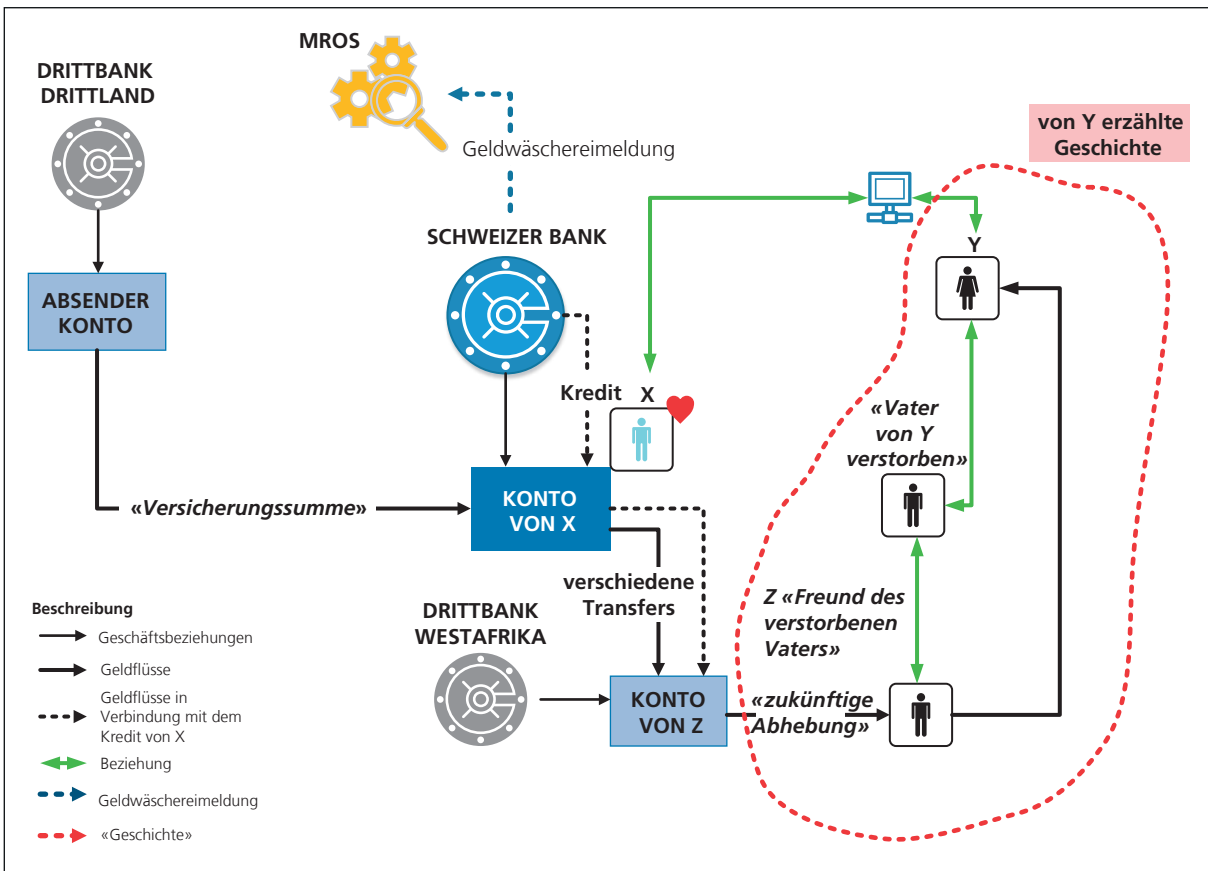 MROS
DRITTBANK
DRITTLAND
von Y erzählte
Geschichte
Geldwäschereimeldung
SCHWEIZER BANK
Y
ABSENDER
KONTO
Kredit
X
«Vater
von Y
verstorben»
«Versicherungssumme»
KONTO
VON X
verschiedene
Transfers
Z «Freund des
verstorbenen
Vaters»
DRITTBANK
WESTAFRIKA
KONTO
VON Z
«zukünftige
Abhebung»
Beschreibung
Geschäftsbeziehungen
Geldflüsse
Geldflüsse in
Verbindung mit dem
Kredit von X
Beziehung
Geldwäschereimeldung
«Geschichte»